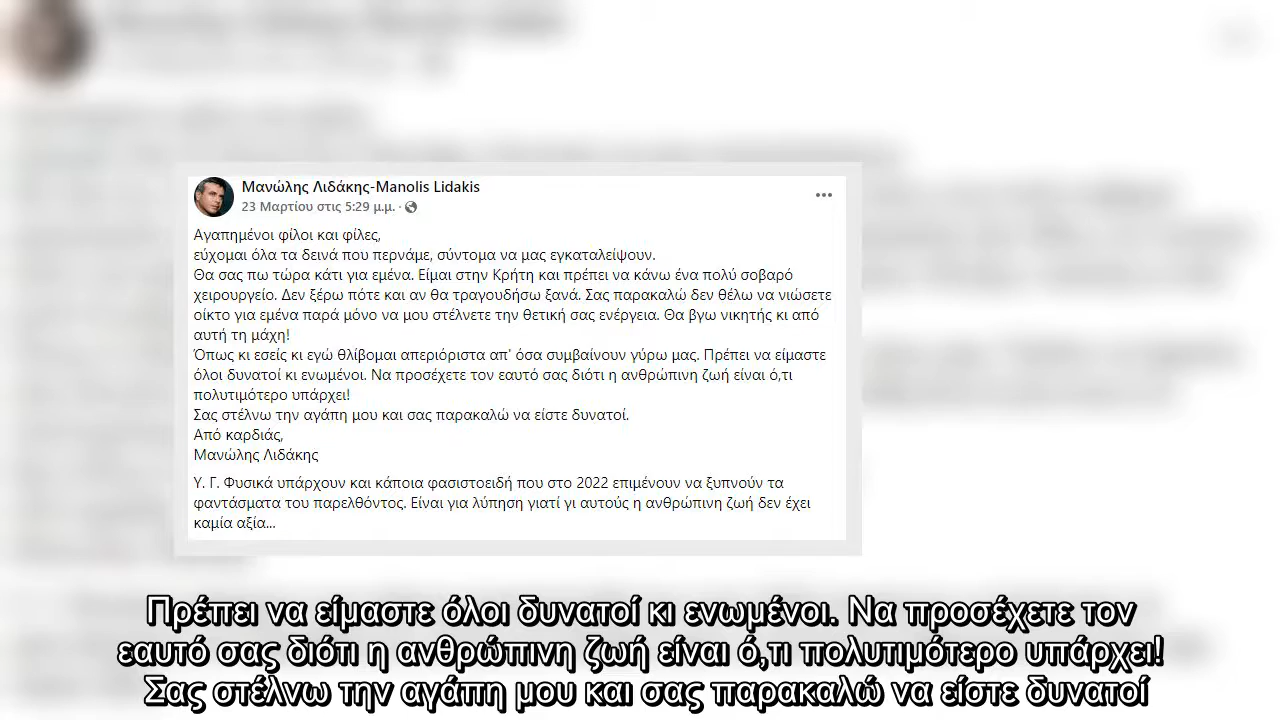 Μανώλης Λιδάκης-Manolis Lidakis
23 Μαρτίου στις 5:29 μ.μ. ·
Αγαπημένοι φίλοι και φίλες,
εύχομαι όλα τα δεινά που περνάμε, σύντομα να μας εγκαταλείψουν.
Θα σας πω τώρα κάτι για εμένα. Είμαι στην Κρήτη και πρέπει να κάνω ένα πολύ σοβαρό
χειρουργείο. Δεν ξέρω πότε και αν θα τραγουδήσω ξανά. Σας παρακαλώ δεν θέλω να νιώσετε
οίκτο για εμένα παρά μόνο να μου στέλνετε την θετική σας ενέργεια. Θα βγω νικητής κι από
αυτή τη μάχη!
Όπως κι εσείς κι εγώ θλίβομαι απεριόριστα απ' όσα συμβαίνουν γύρω μας. Πρέπει να είμαστε
όλοι δυνατοί κι ενωμένοι. Να προσέχετε τον εαυτό σας διότι η ανθρώπινη ζωή είναι ό,τι
πολυτιμότερο υπάρχει!
Σας στέλνω την αγάπη μου και σας παρακαλώ να είστε δυνατοί.
Από καρδιάς,
Μανώλης Λιδάκης
Υ. Γ. Φυσικά υπάρχουν και κάποια φασιστοειδή που στο 2022 επιμένουν να ξυπνούν τα
φαντάσματα του παρελθόντος. Είναι για λύπηση γιατί γι αυτούς η ανθρώπινη ζωή δεν έχει
καμία αξία...
Πρέπει να είμαστε όλοι δυνατοί κι ενωμένοι. Να προσέχετε τον
εαυτό σας διότι η ανθρώπινη ζωή είναι ό,τι πολυτιμότερο υπάρχει!
Σας στέλνω την αγάπη μου και σας παρακαλώ να είστε δυνατοί